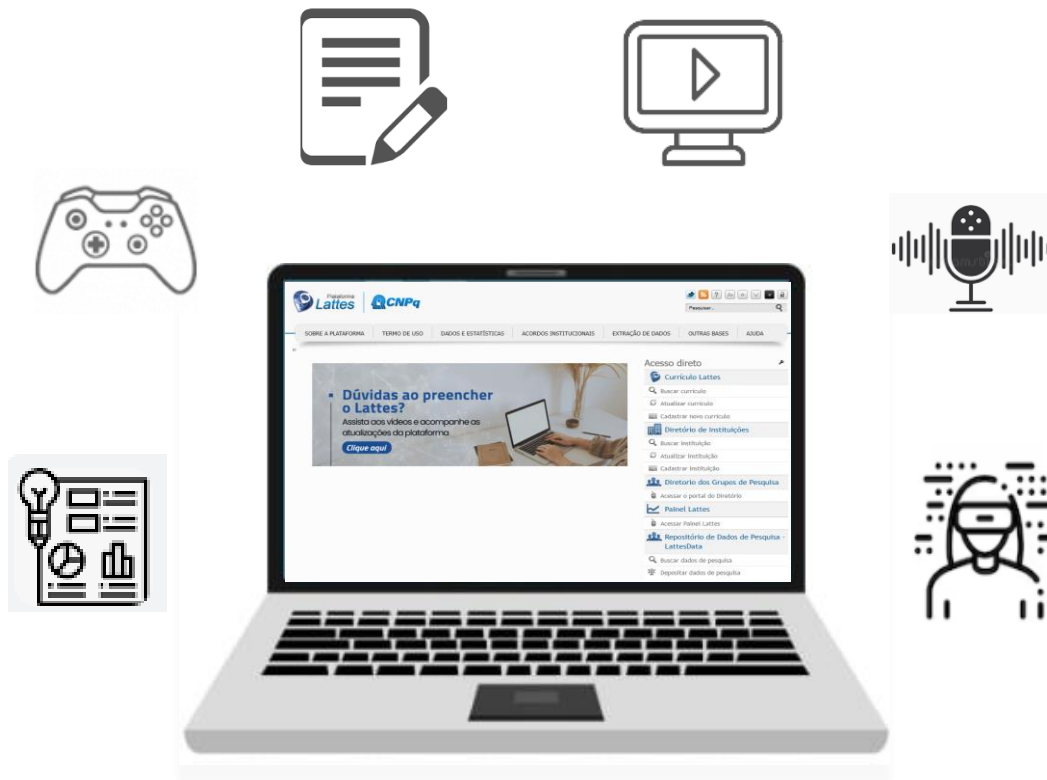 Plataforma
Lattes
CNPq
Pesquisar...
SOBRE A PLATAFORMA
TERMO DE USO
DADOS E ESTATÍSTICAS
ACORDOS INSTITUCIONAIS
EXTRAÇÃO DE DADOS
OUTRAS BASES
AJUDA
Dúvidas ao preencher
o Lattes?
Assista aos vídeos e acompanhe as
atualizações da plataforma
Clique aqui
Acesso direto
Currículo Lattes
Buscar currículo
Atualizar currículo
Cadastrar novo currículo
Diretório de Instituições
Buscar instituição
Atualizar instituição
Cadastrar instituição
Diretorio dos Grupos de Pesquisa
Acessar o portal do Diretório
Painel Lattes
Acessar Painel Lattes
Repositório de Dados de Pesquisa -
LattesData
Buscar dados de pesquisa
Depositar dados de pesquisa